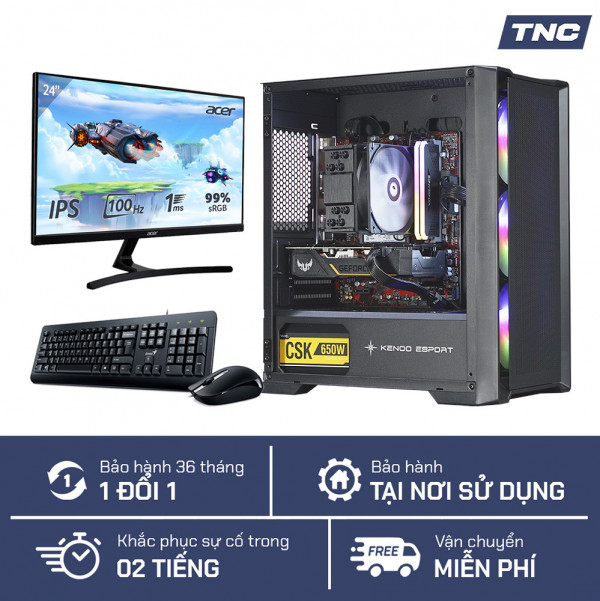 TNC
24"
acer
IPS
100Hz
1ms
99%
sRGB
acer
GEFORCE
CSK 650W
KENOO ESPORT
Bảo hành 36 tháng
1 ĐỔI 1
1
Bảo hành
TẠI NƠI SỬ DỤNG
Khắc phục sự cố trong
02 TIẾNG
FREE
Vận chuyển
MIỄN PHÍ